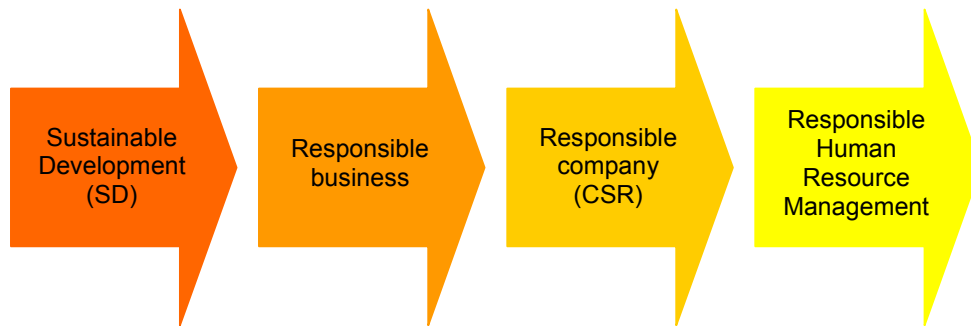 Sustainable
Development
(SD)
Responsible
business
Responsible
company
(CSR)
Responsible
Human
Resource
Management